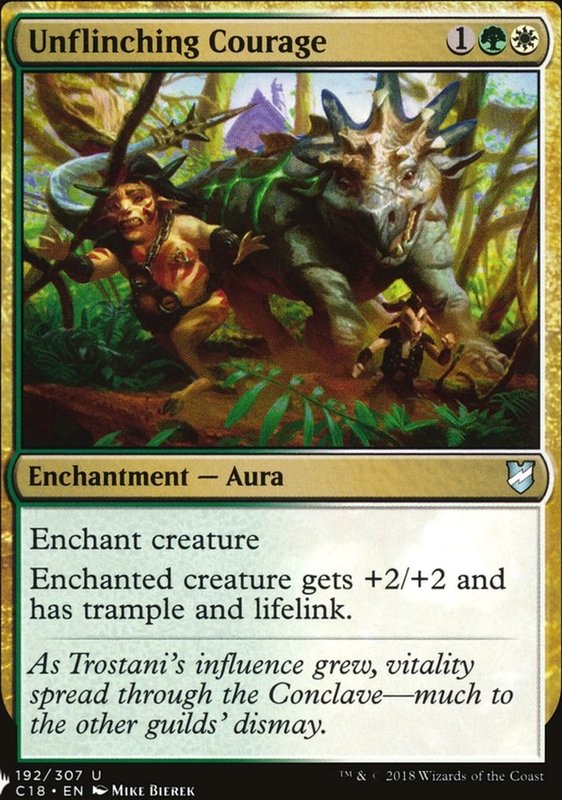 Unflinching Courage 1
Enchantment — Aura
Enchant creature
Enchanted creature gets +2/+2 and
has trample and lifelink.
As Trostani's influence grew, vitality
spread through the Conclave—much to
the other guilds' dismay.
192/307 U
C18 • EN Mike Bierek
™ & © 2018 Wizards of the Coast